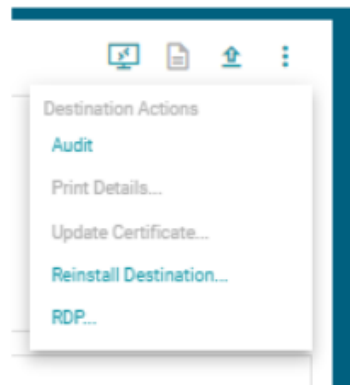 Destination Actions
Audit
Print Details...
Update Certificate...
Reinstall Destination...
RDP...